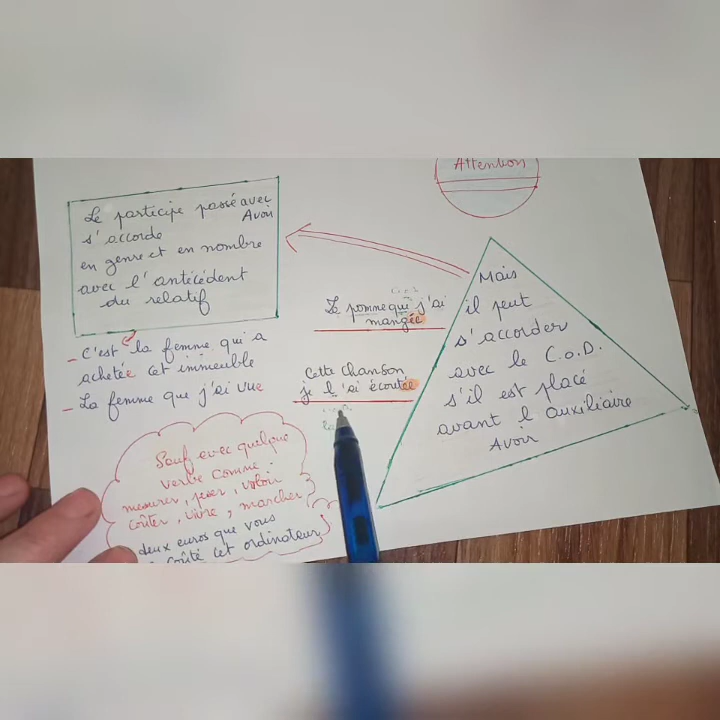 Attention
Le participe passé avec
Avoir
s'accorde
en genre et en nombre
avec l'antécédent
du relatif
- C'est la femme qui a
achetée cet immeuble
- La femme que j'ai vue
Sauf avec quelque
verbe comme :
mesurer, peser, valoir
coûter, vivre, marcher
deux euros que vous
coûté cet ordinateur
C.o.D
Le pomme que j'ai
mangée
Cette chanson
je l'ai écoutée
Mais
il peut
s'accorder
avec le C.o.D.
s'il est placé
avant l'auxiliaire
Avoir